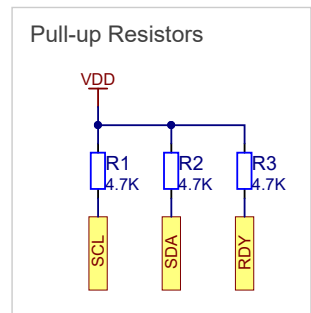 Pull-up Resistors
VDD
R1 R2 R3
4.7K 4.7K 4.7K
SCL SDA RDY